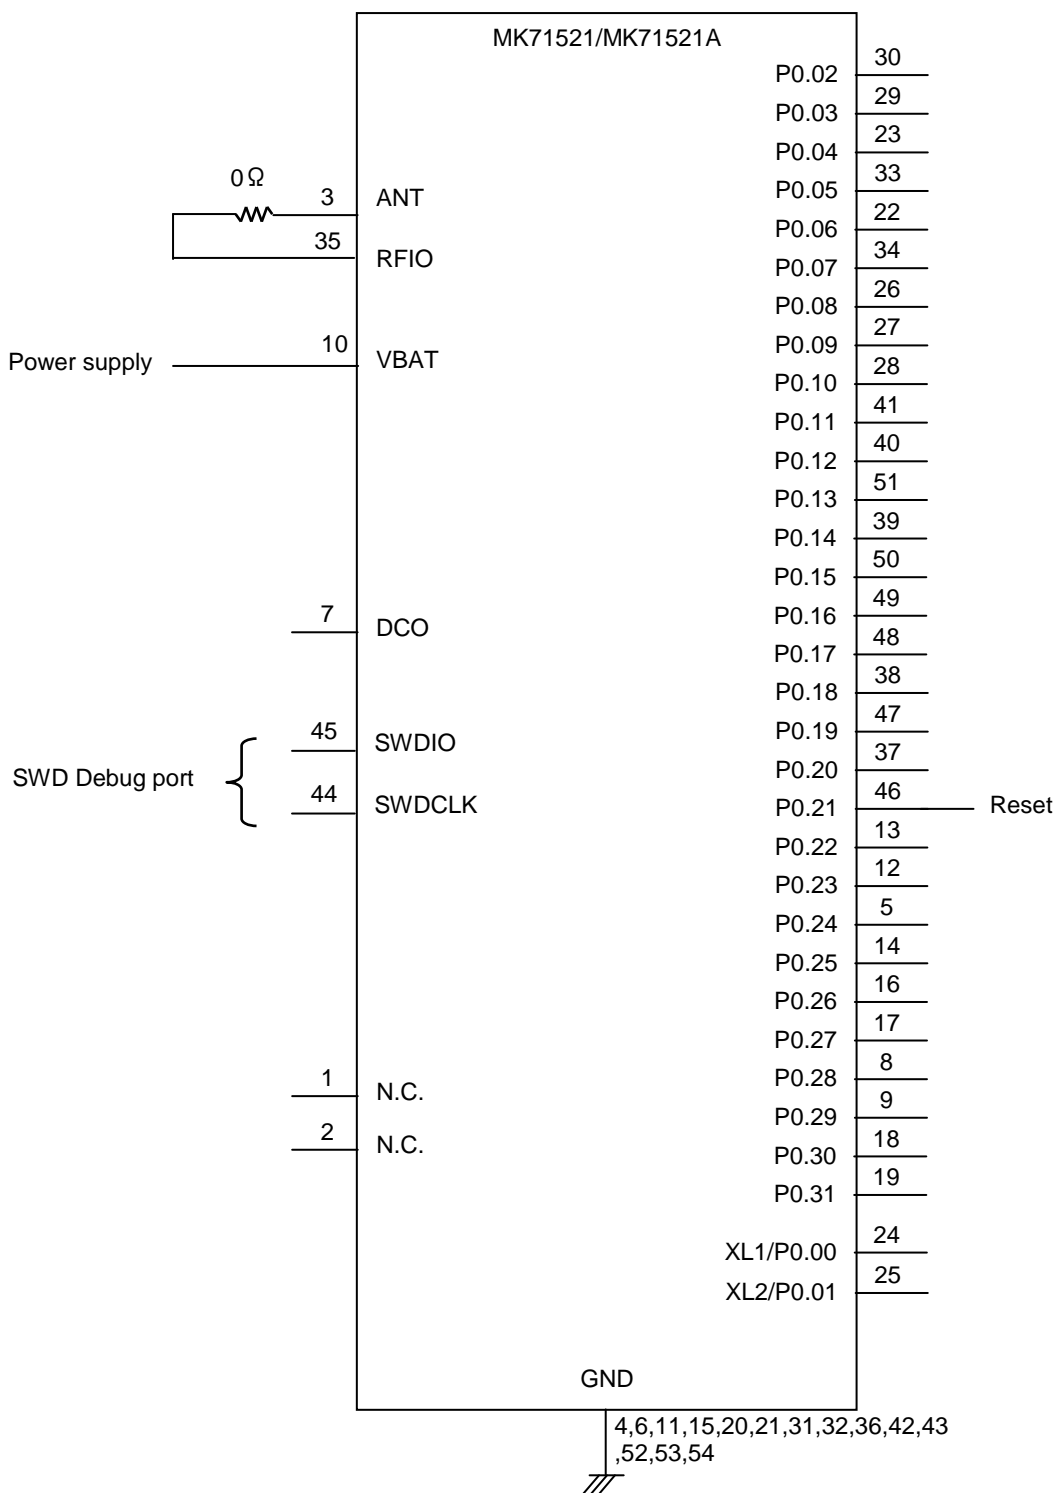 MK71521/MK71521A
0Ω
3 ANT
35 RFIO
Power supply 10 VBAT
7 DCO
SWD Debug port
45 SWDIO
44 SWDCLK
1 N.C.
2 N.C.
P0.02 30
P0.03 29
P0.04 23
P0.05 33
P0.06 22
P0.07 34
P0.08 26
P0.09 27
P0.10 28
P0.11 41
P0.12 40
P0.13 51
P0.14 39
P0.15 50
P0.16 49
P0.17 48
P0.18 38
P0.19 47
P0.20 37
P0.21 46 Reset
P0.22 13
P0.23 12
P0.24 5
P0.25 14
P0.26 16
P0.27 17
P0.28 8
P0.29 9
P0.30 18
P0.31 19
XL1/P0.00 24
XL2/P0.01 25
GND
4,6,11,15,20,21,31,32,36,42,43
,52,53,54